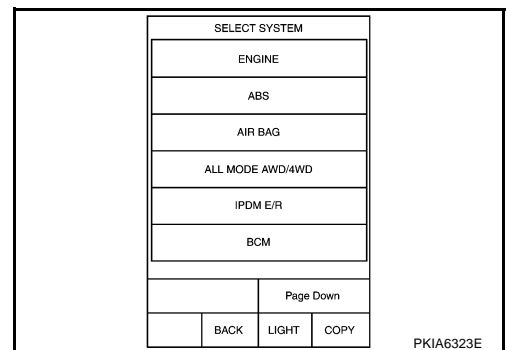 SELECT SYSTEM
ENGINE
ABS
AIR BAG
ALL MODE AWD/4WD
IPDM E/R
BCM
Page Down
BACK LIGHT COPY
PKIA6323E